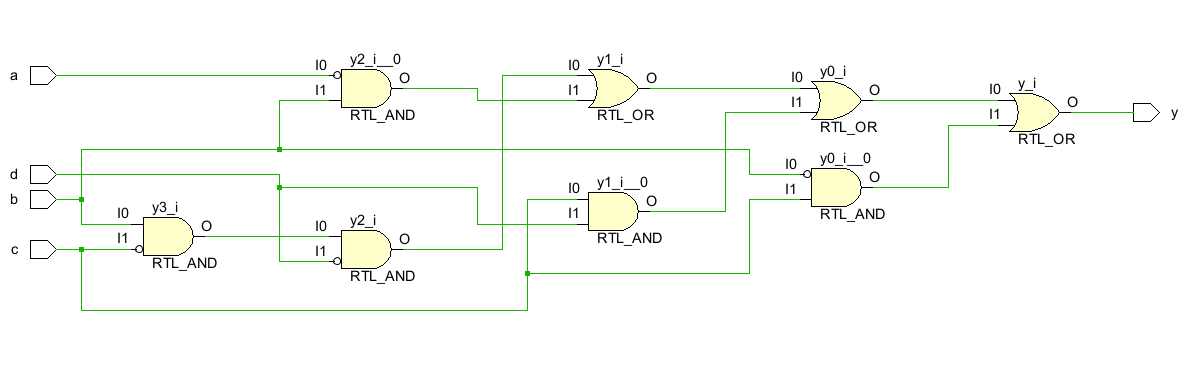 a
d
b
c
y2_i__0
I0
I1
O
RTL_AND
y3_i
I0
I1
O
RTL_AND
y2_i
I0
I1
O
RTL_AND
y1_i
I0
I1
O
RTL_OR
y1_i__0
I0
I1
O
RTL_AND
y0_i
I0
I1
O
RTL_OR
y0_i__0
I0
I1
O
RTL_AND
y_i
I0
I1
O
RTL_OR
y